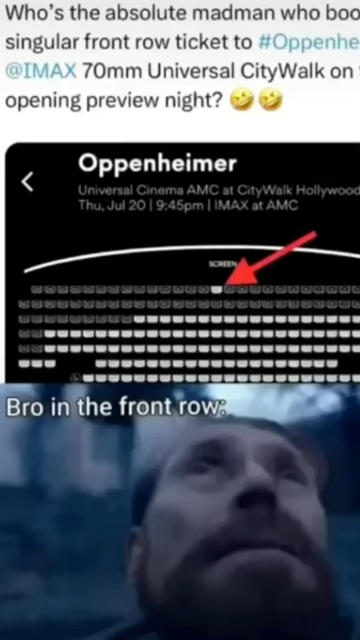 Who's the absolute madman who boo
singular front row ticket to #Oppenhe
@IMAX 70mm Universal CityWalk on
opening preview night? 🤣🤣
Oppenheimer
Universal Cinema AMC at CityWalk Hollywood
Thu, Jul 20 | 9:45pm | IMAX at AMC
SCREEN
Bro in the front row: